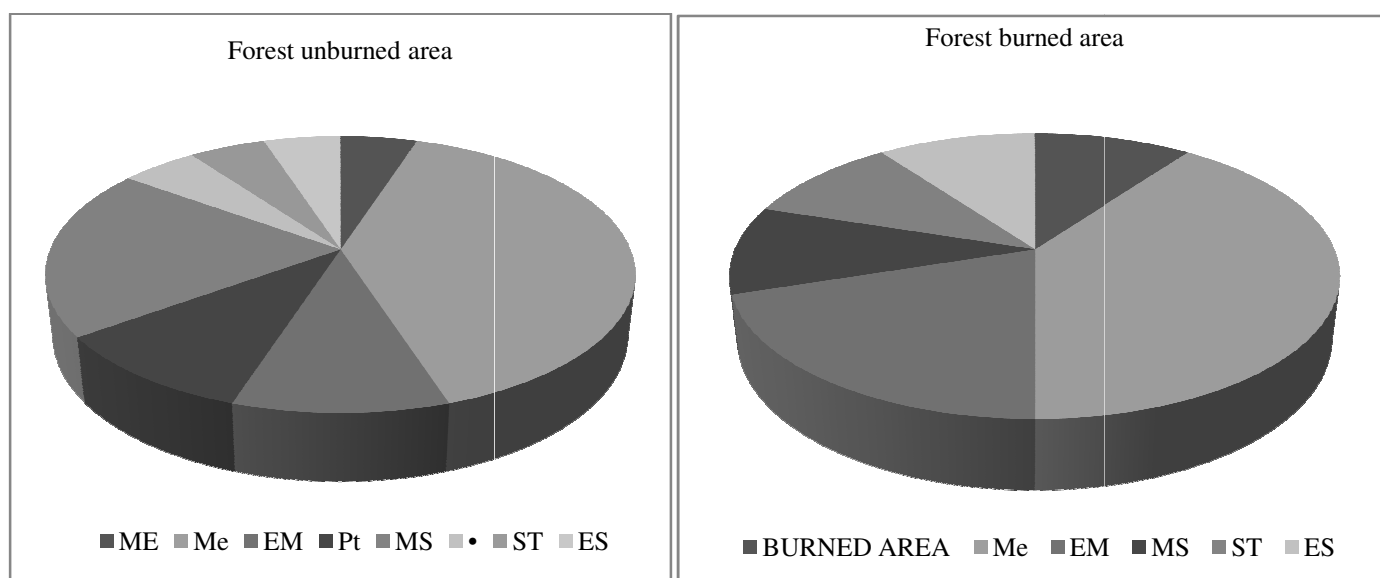 Forest unburned area
ME Me EM Pt MS • ST ES
Forest burned area
BURNED AREA Me EM MS ST ES